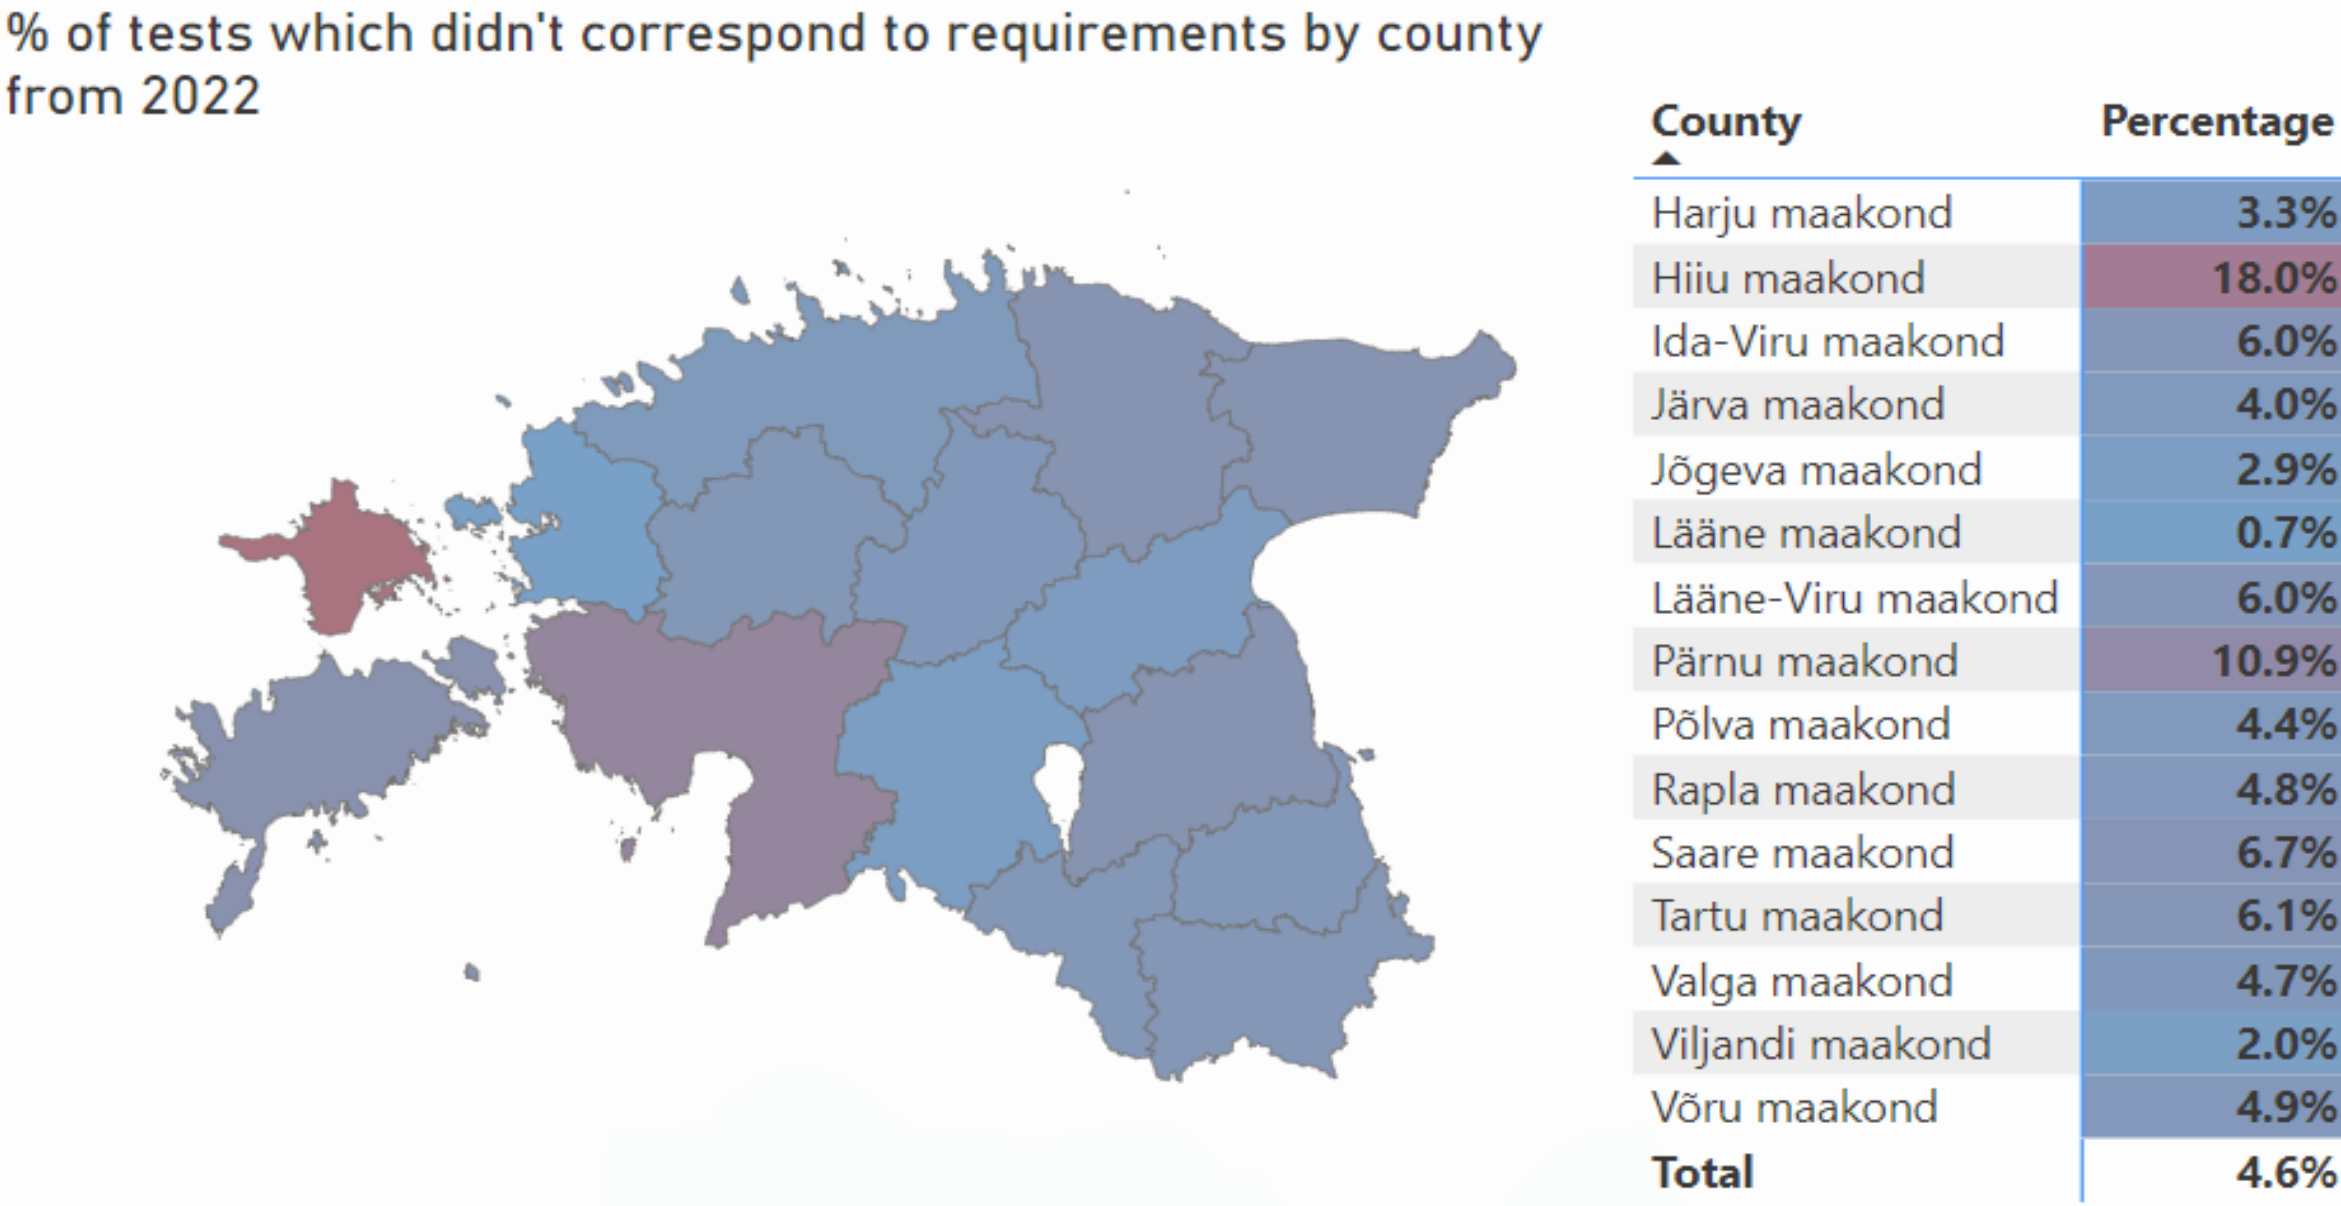 % of tests which didn't correspond to requirements by county
from 2022
County Percentage
Harju maakond 3.3%
Hiiu maakond 18.0%
Ida-Viru maakond 6.0%
Järva maakond 4.0%
Jõgeva maakond 2.9%
Lääne maakond 0.7%
Lääne-Viru maakond 6.0%
Pärnu maakond 10.9%
Põlva maakond 4.4%
Rapla maakond 4.8%
Saare maakond 6.7%
Tartu maakond 6.1%
Valga maakond 4.7%
Viljandi maakond 2.0%
Võru maakond 4.9%
Total 4.6%